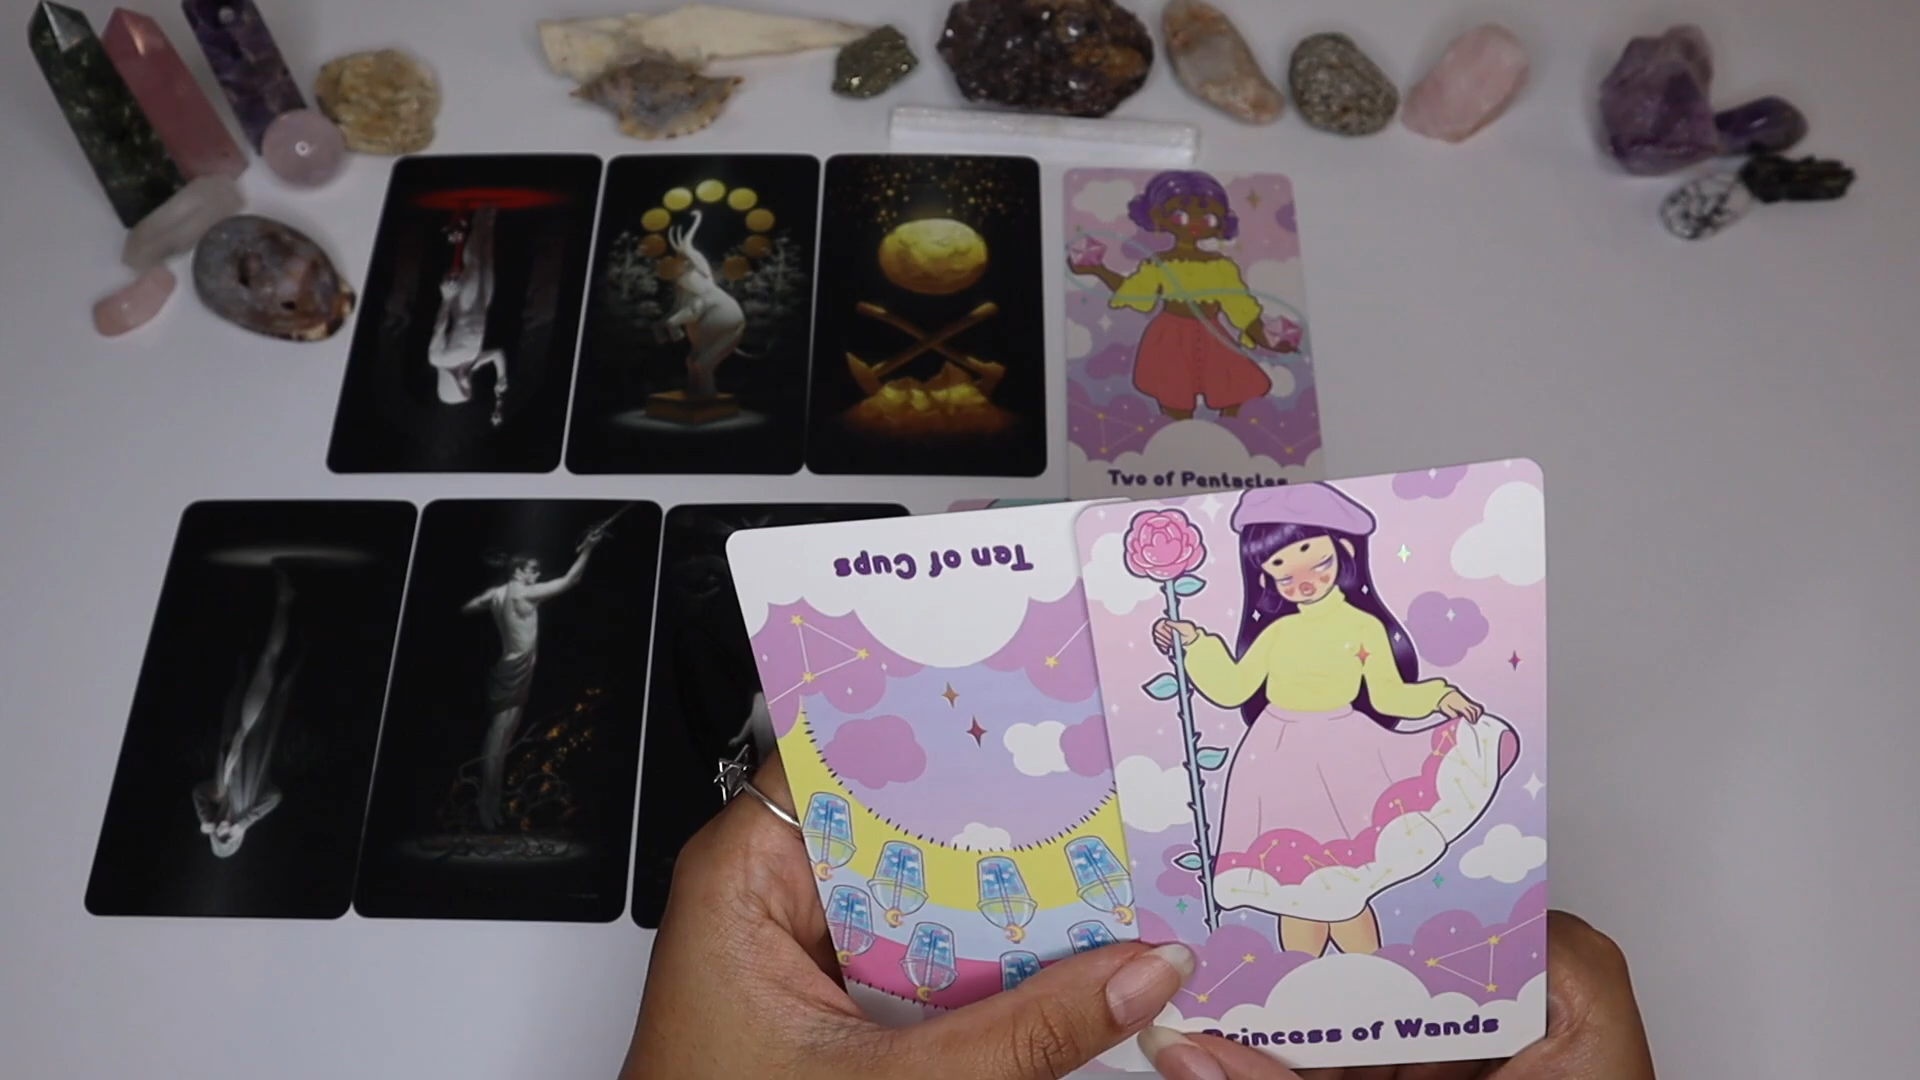 Two of Pentacles
Ten of Cups
Princess of Wands